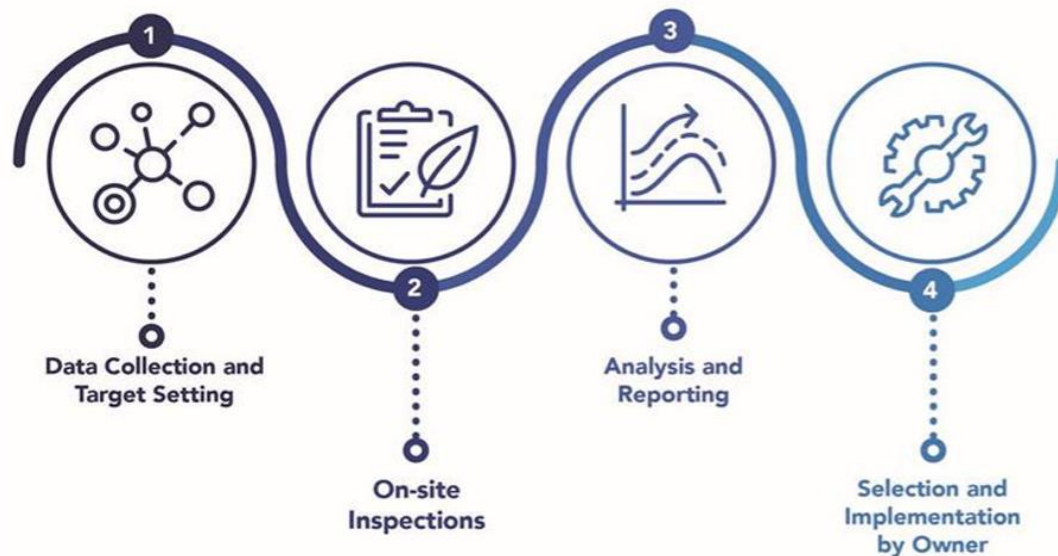 1
Data Collection and
Target Setting
2
On-site
Inspections
3
Analysis and
Reporting
4
Selection and
Implementation
by Owner